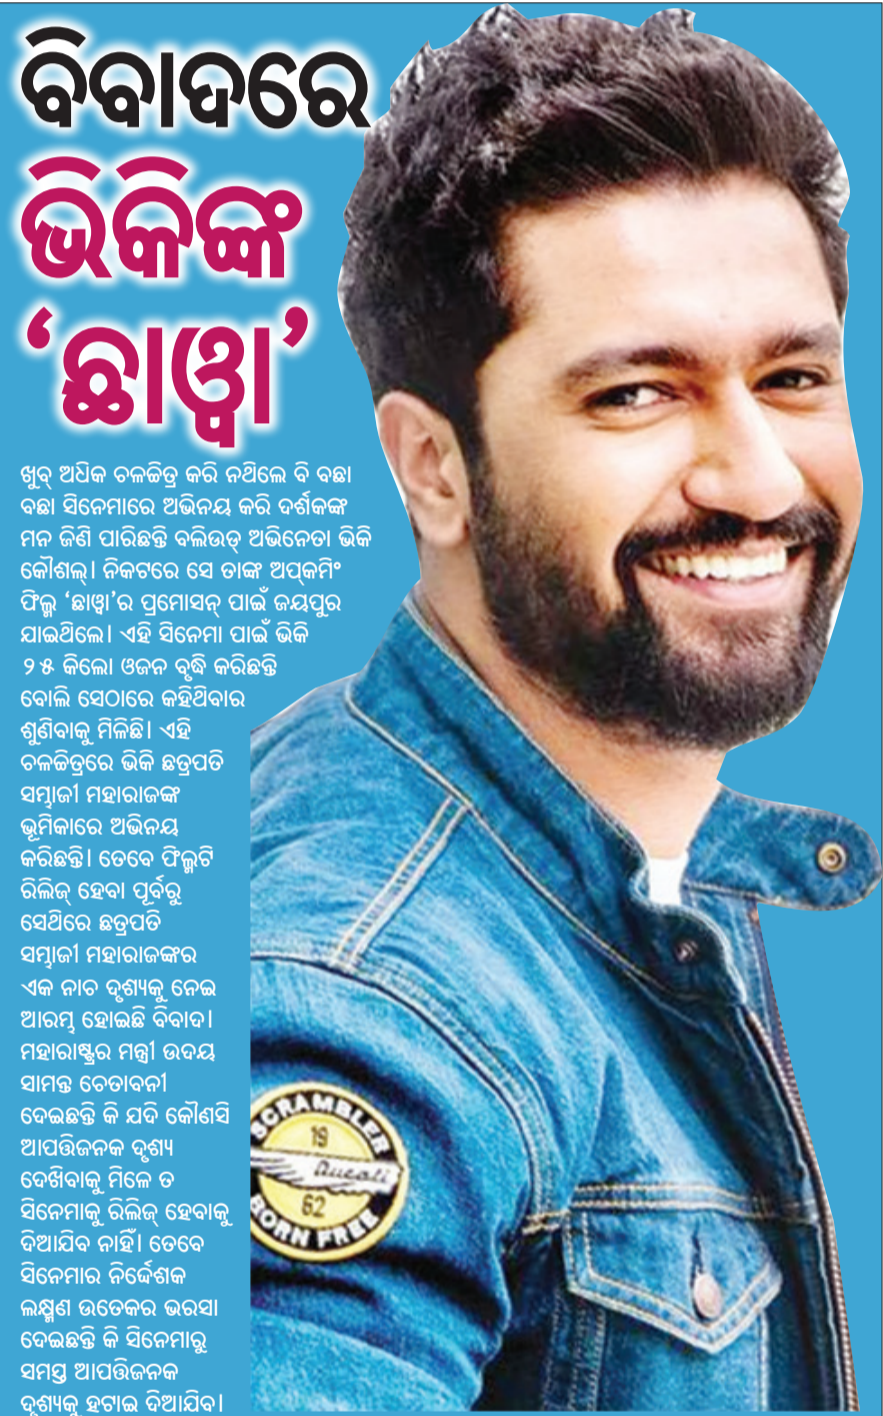 ବିବାଦରେ
ଭିକିଙ୍କ
‘ଛାୱା’
ଖୁବ୍ ଅଧିକ ଚଳଚ୍ଚିତ୍ର କରି ନଥିଲେ ବି ବଛା
ବଛା ସିନେମାରେ ଅଭିନୟ କରି ଦର୍ଶକଙ୍କ
ମନ ଜିଣି ପାରିଛନ୍ତି ବଲିଉଡ୍ ଅଭିନେତା ଭିକି
କୌଶଲ୍। ନିକଟରେ ସେ ତାଙ୍କ ଅପ୍‌କମିଂ
ଫିଲ୍ମ ‘ଛାୱା’ର ପ୍ରମୋସନ୍ ପାଇଁ ଜୟପୁର
ଯାଇଥିଲେ। ଏହି ସିନେମା ପାଇଁ ଭିକି
୨୫ କିଲୋ ଓଜନ ବୃଦ୍ଧି କରିଛନ୍ତି
ବୋଲି ସେଠାରେ କହିଥିବାର
ଶୁଣିବାକୁ ମିଳିଛି। ଏହି
ଚଳଚ୍ଚିତ୍ରରେ ଭିକି ଛତ୍ରପତି
ସମ୍ଭାଜୀ ମହାରାଜଙ୍କ
ଭୂମିକାରେ ଅଭିନୟ
କରିଛନ୍ତି। ତେବେ ଫିଲ୍ମଟି
ରିଲିଜ୍ ହେବା ପୂର୍ବରୁ
ସେଥିରେ ଛତ୍ରପତି
ସମ୍ଭାଜୀ ମହାରାଜଙ୍କର
ଏକ ନାଚ ଦୃଶ୍ୟକୁ ନେଇ
ଆରମ୍ଭ ହୋଇଛି ବିବାଦ।
ମହାରାଷ୍ଟ୍ରର ମନ୍ତ୍ରୀ ଉଦୟ
ସାମନ୍ତ ଚେତାବନୀ
ଦେଇଛନ୍ତି କି ଯଦି କୌଣସି
ଆପତ୍ତିଜନକ ଦୃଶ୍ୟ
ଦେଖିବାକୁ ମିଳେ ତ
ସିନେମାକୁ ରିଲିଜ୍ ହେବାକୁ
ଦିଆଯିବ ନାହିଁ। ତେବେ
ସିନେମାର ନିର୍ଦ୍ଦେଶକ
ଲକ୍ଷ୍ମଣ ଉତେକର ଭରସା
ଦେଇଛନ୍ତି କି ସିନେମାରୁ
ସମସ୍ତ ଆପତ୍ତିଜନକ
ଦୃଶ୍ୟକୁ ହଟାଇ ଦିଆଯିବ।
SCRAMBLER
19
Ducati
62
BORN FREE